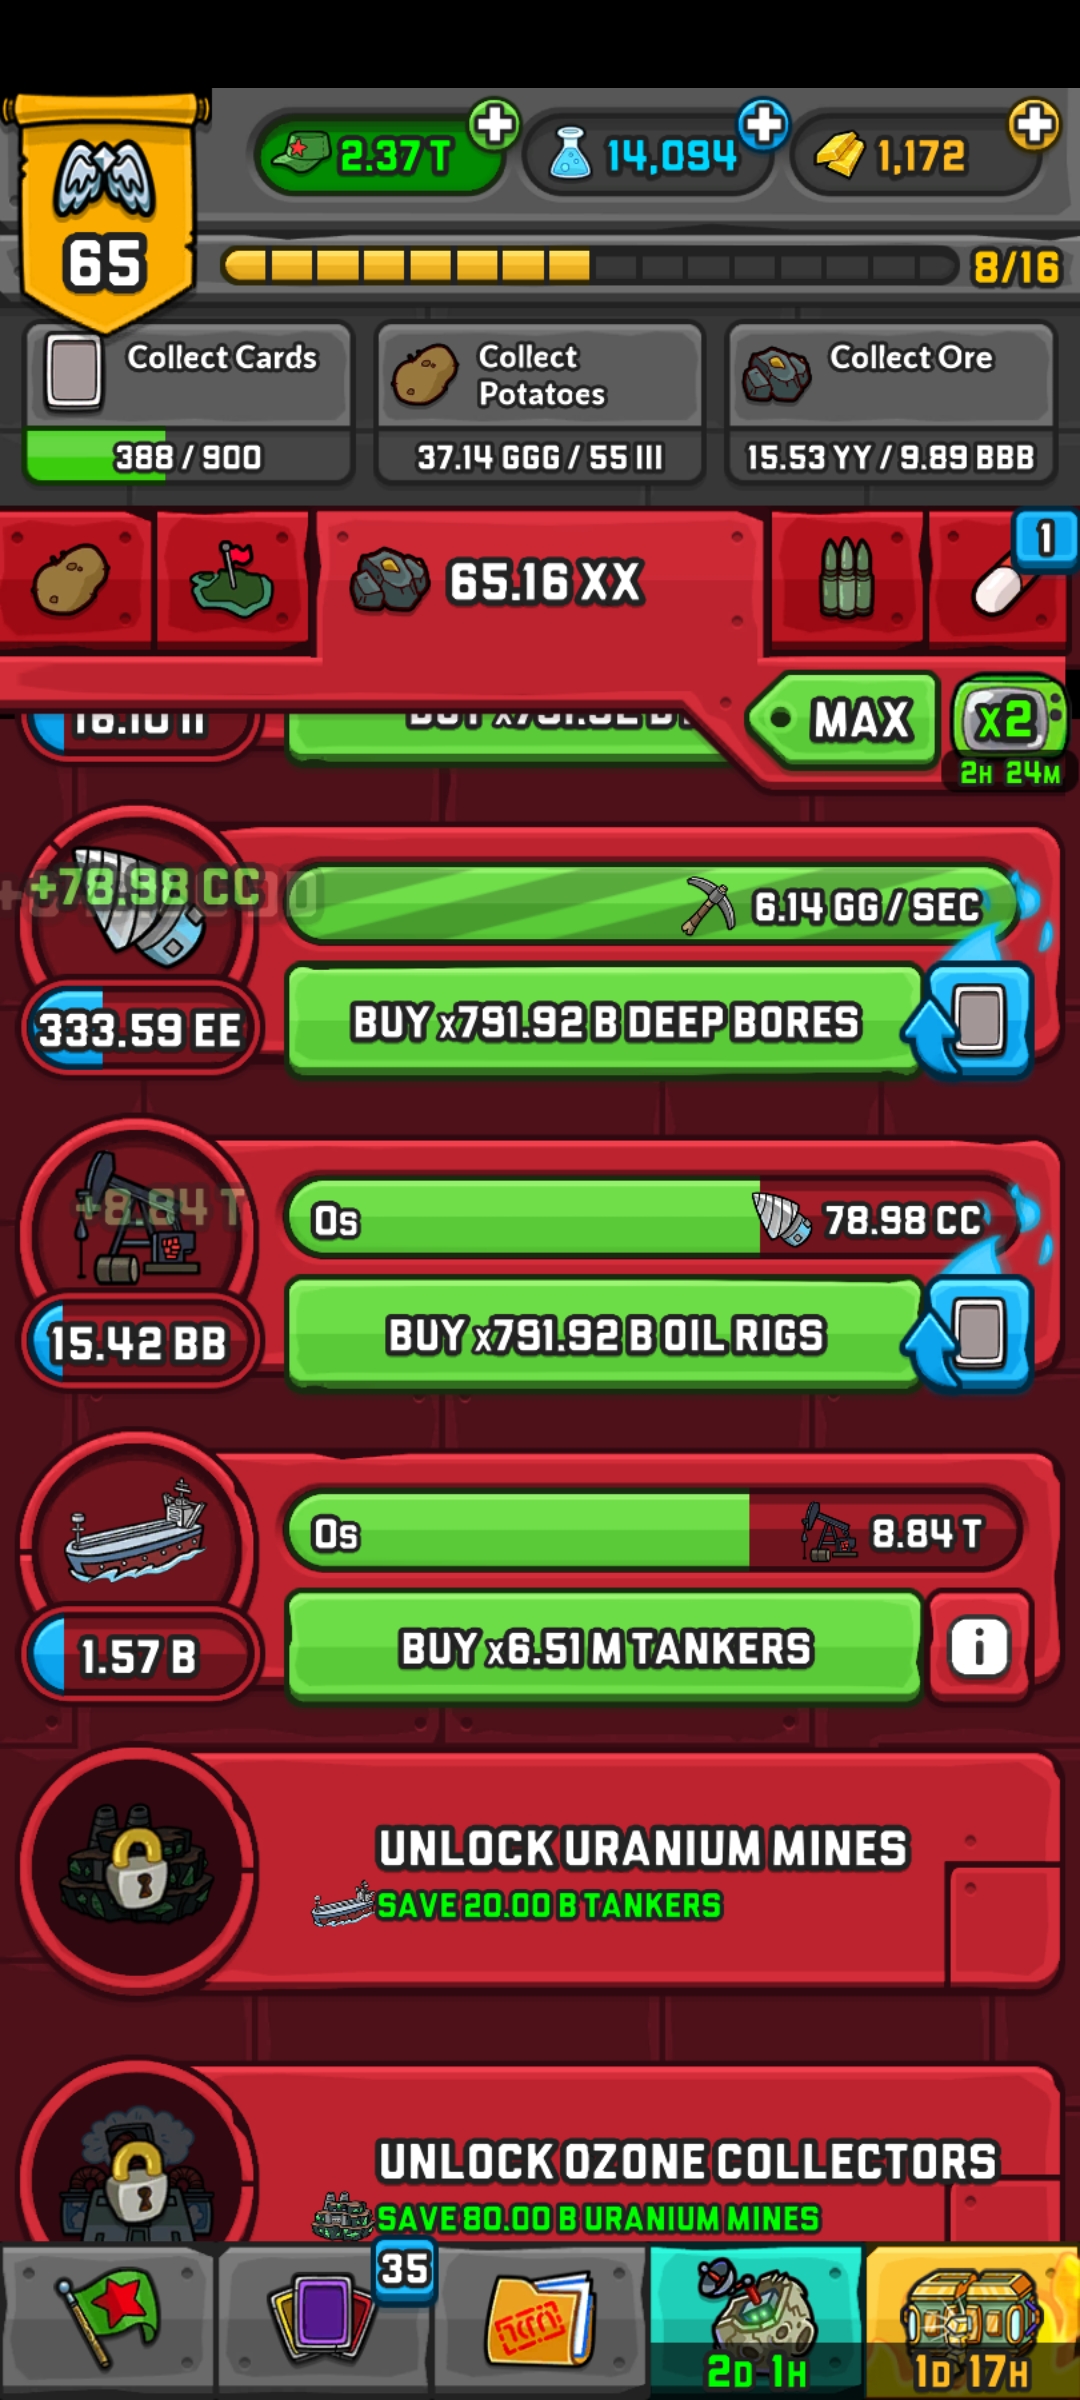 2.37 T
14,094
1,172
65
8/16
Collect Cards
388 / 900
Collect
Potatoes
37.14 GGG / 55 III
Collect Ore
15.53 YY / 9.89 BBB
65.16 XX
1
MAX
x2
2H 24M
+78.98 CC
6.14 GG / SEC
333.59 EE
BUY x791.92 B DEEP BORES
+8.84 T
0s
78.98 CC
15.42 BB
BUY x791.92 B OIL RIGS
0s
8.84 T
1.57 B
BUY x6.51 M TANKERS
i
UNLOCK URANIUM MINES
SAVE 20.00 B TANKERS
UNLOCK OZONE COLLECTORS
SAVE 80.00 B URANIUM MINES
35
2D 1H
1D 17H